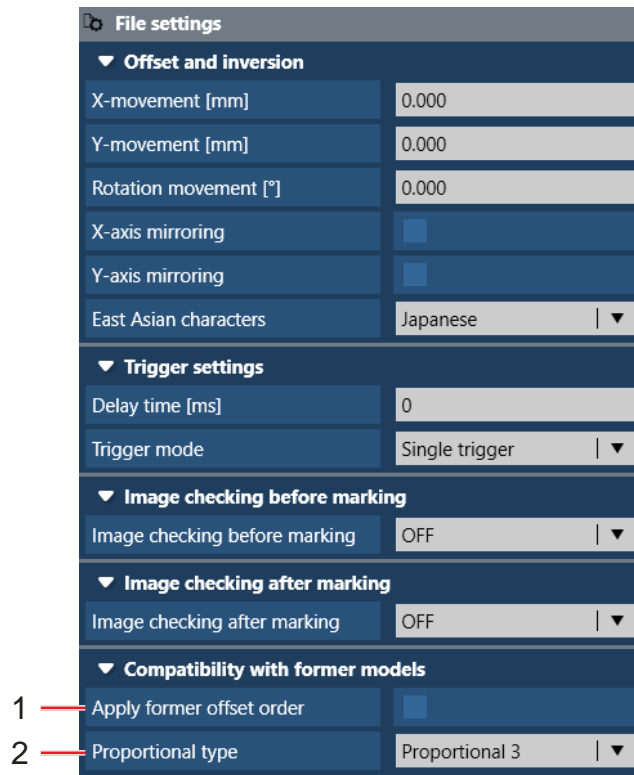 File settings
Offset and inversion
X-movement [mm] 0.000
Y-movement [mm] 0.000
Rotation movement [°] 0.000
X-axis mirroring
Y-axis mirroring
East Asian characters Japanese
Trigger settings
Delay time [ms] 0
Trigger mode Single trigger
Image checking before marking
Image checking before marking OFF
Image checking after marking
Image checking after marking OFF
Compatibility with former models
1 Apply former offset order
2 Proportional type Proportional 3